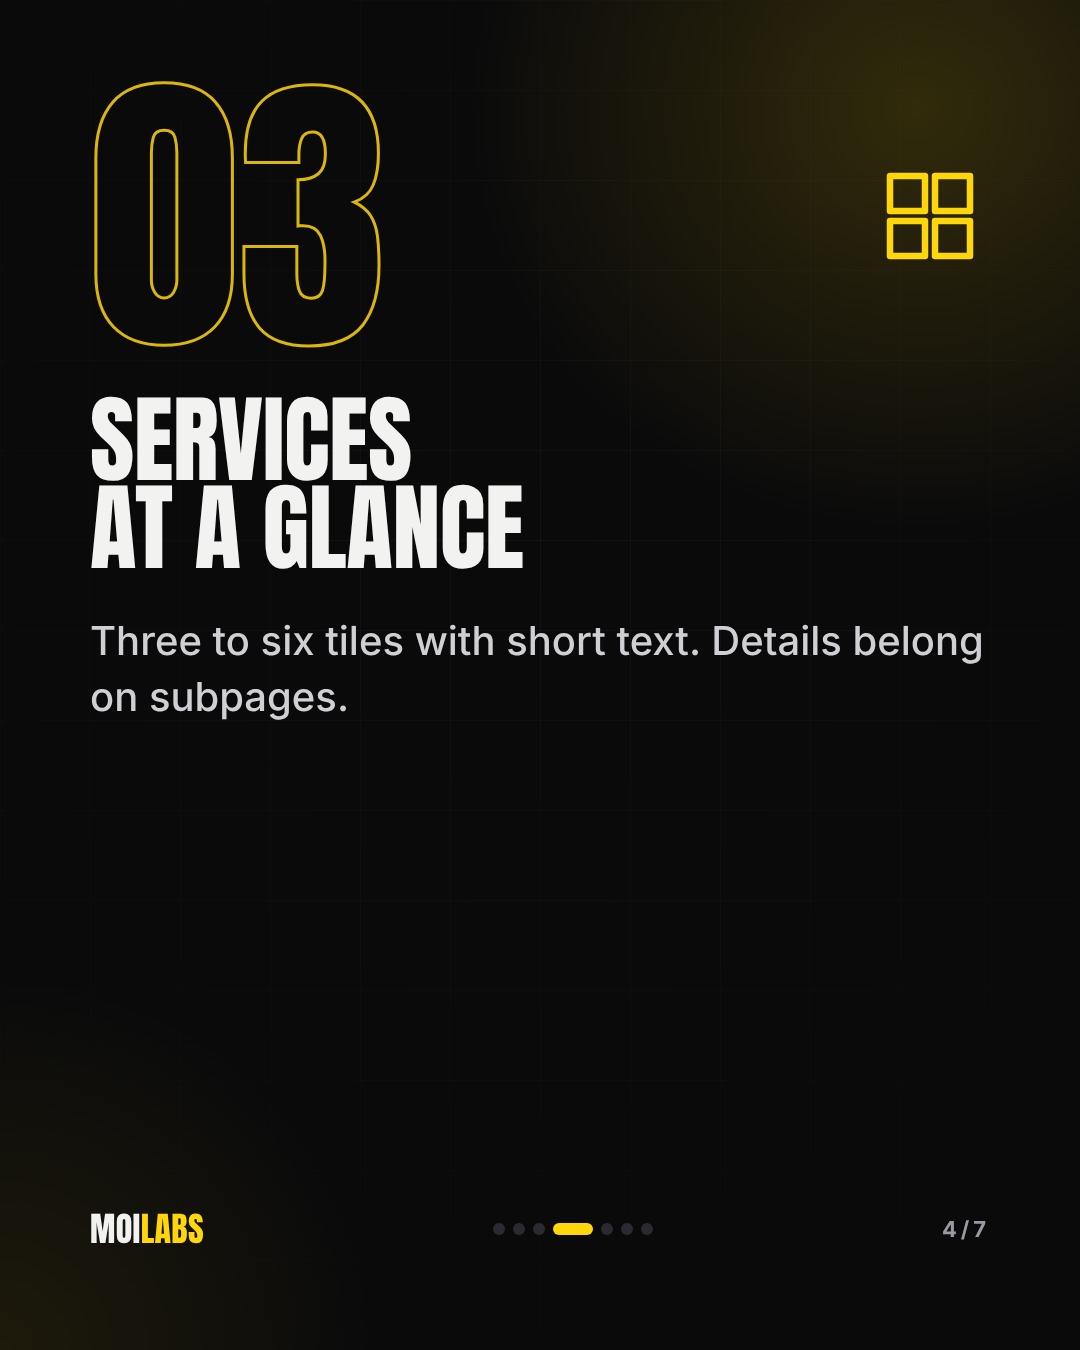 03
SERVICES
AT A GLANCE
Three to six tiles with short text. Details belong
on subpages.
MOILABS
4/7